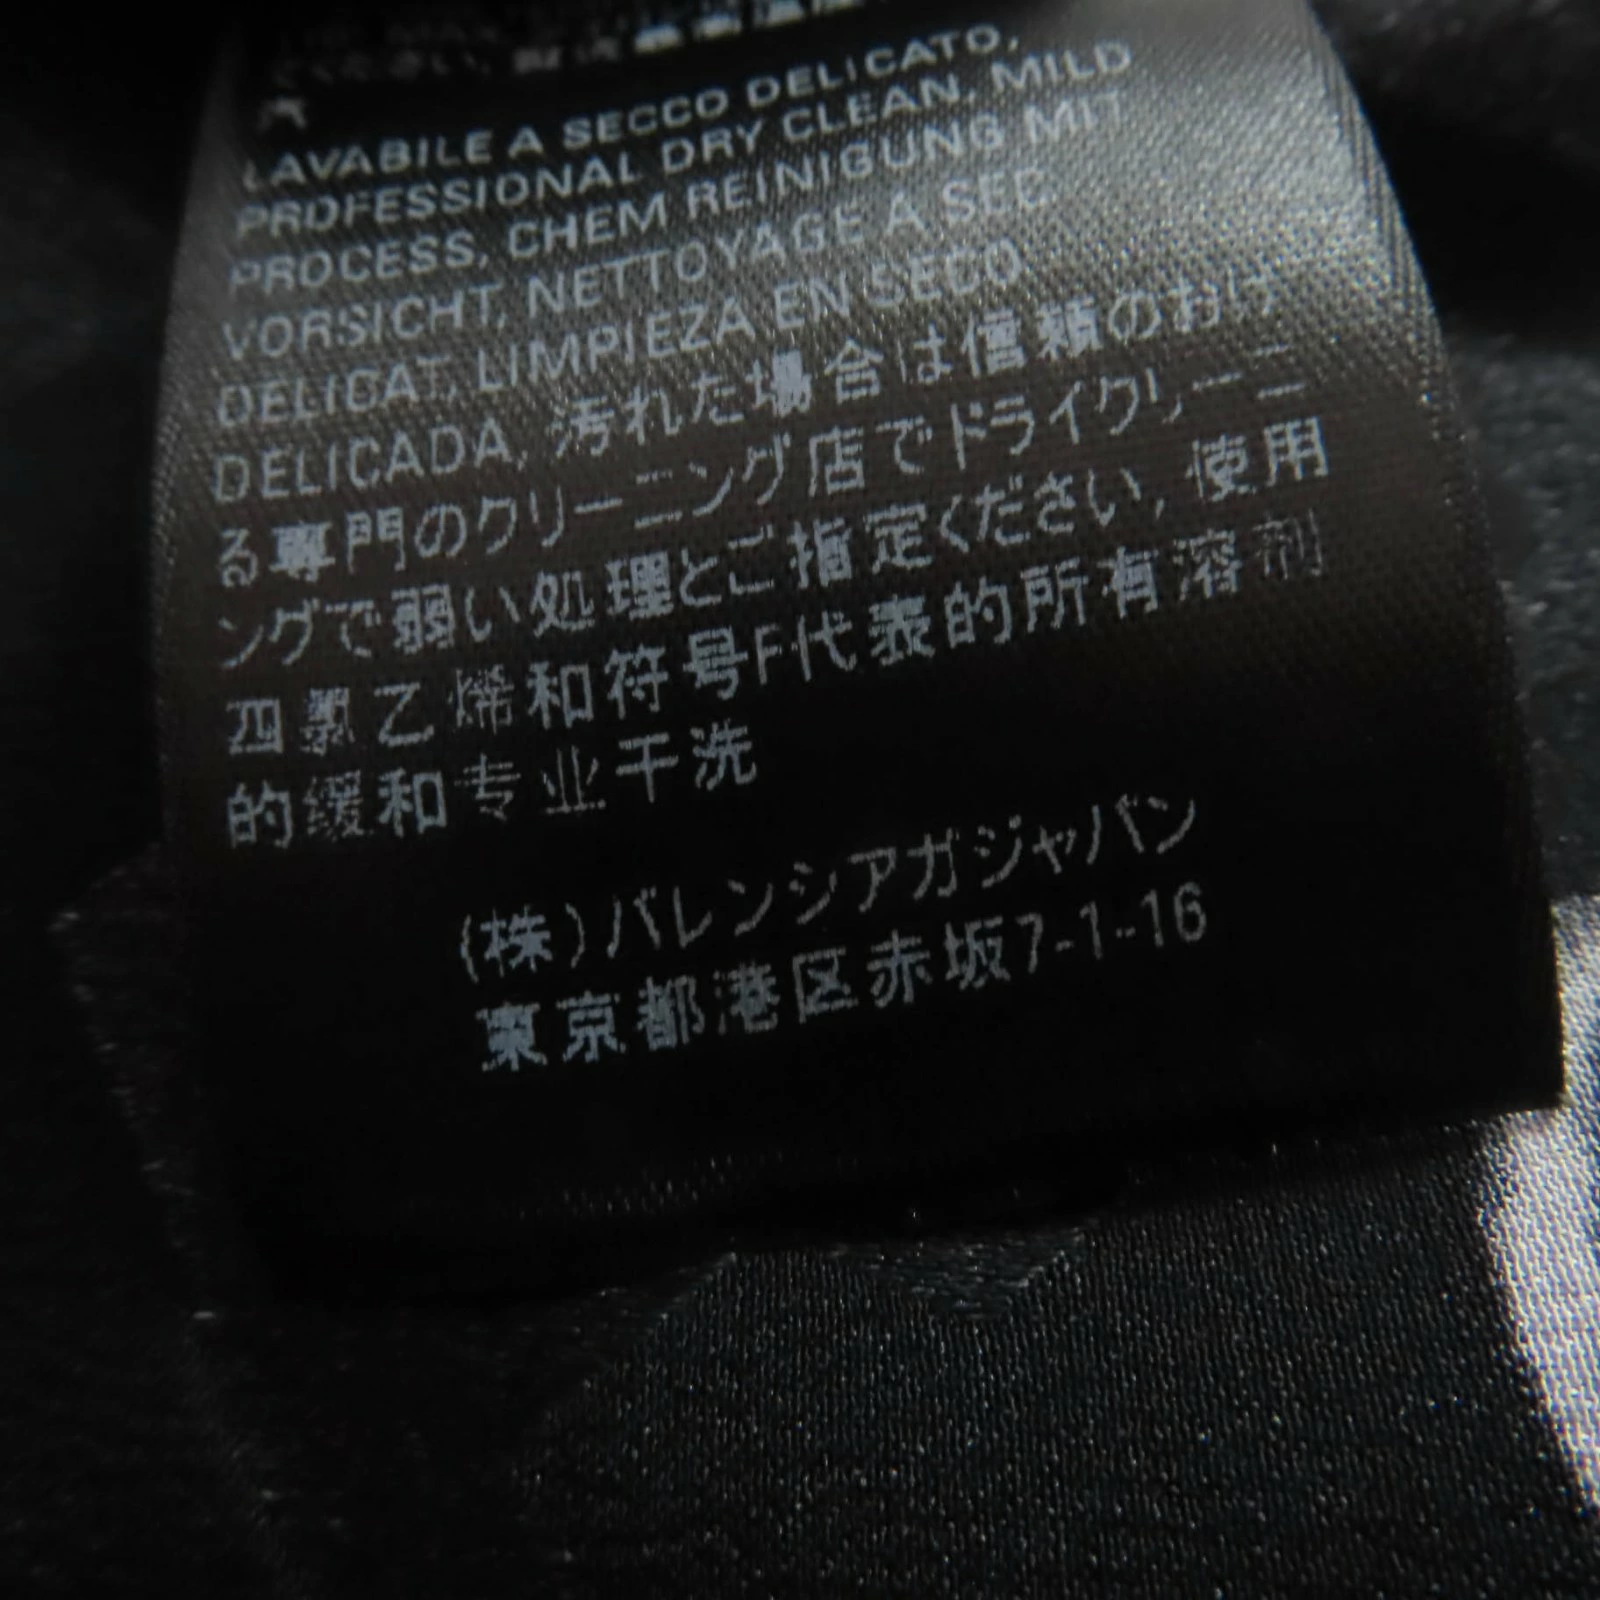 てください。
LAVABILE A SECCO DELICATO,
PROFESSIONAL DRY CLEAN, MILD
PROCESS, CHEM REINIGUNG MIT
VORSICHT, NETTOYAGE A SEC
DELICAT, LIMPIEZA EN SECO
DELICADA, 汚れた場合は信頼のおけ
る専門のクリーニング店でドライクリーニ
ングで弱い処理とご指定ください, 使用
四氯乙烯和符号F代表的所有溶剂
的缓和专业干洗
(株)バレンシアガジャパン
東京都港区赤坂7-1-16